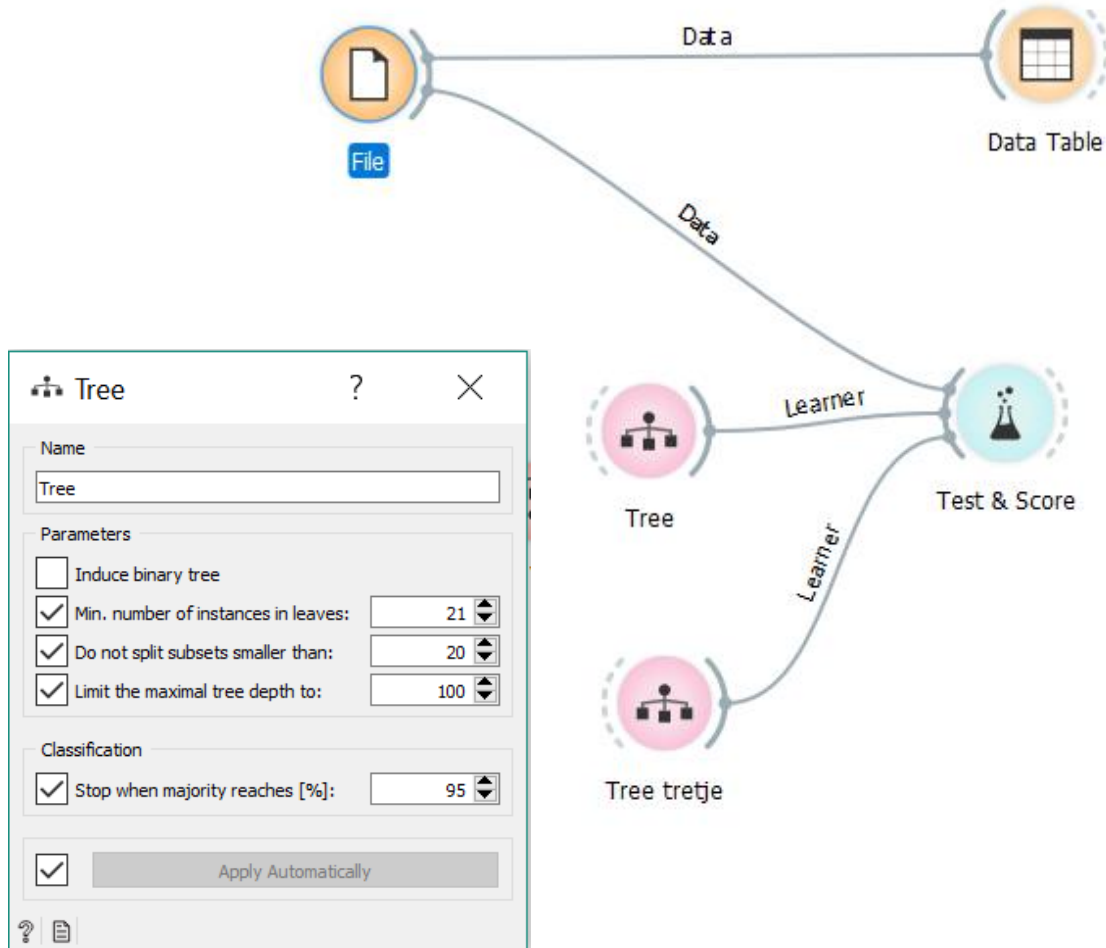 Data
Data Table
File
Data
Learner
Tree
Test & Score
Learner
Tree tretje
Tree ?
Name
Tree
Parameters
Induce binary tree
Min. number of instances in leaves: 21
Do not split subsets smaller than: 20
Limit the maximal tree depth to: 100
Classification
Stop when majority reaches [%]: 95
Apply Automatically
?